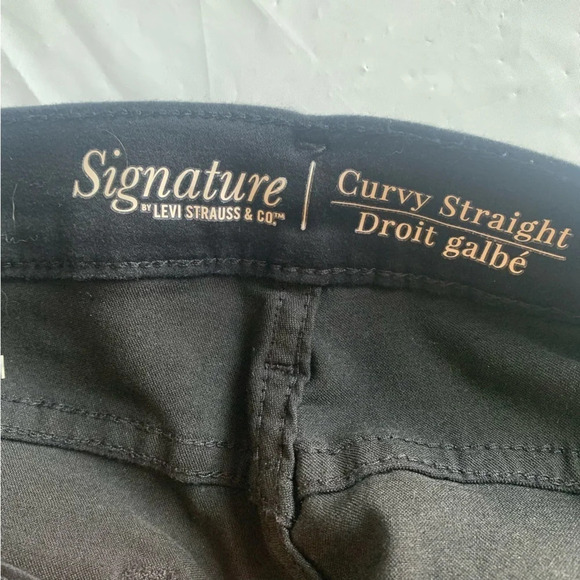 Signature
BY LEVI STRAUSS & CO.™
Curvy Straight
Droit galbé